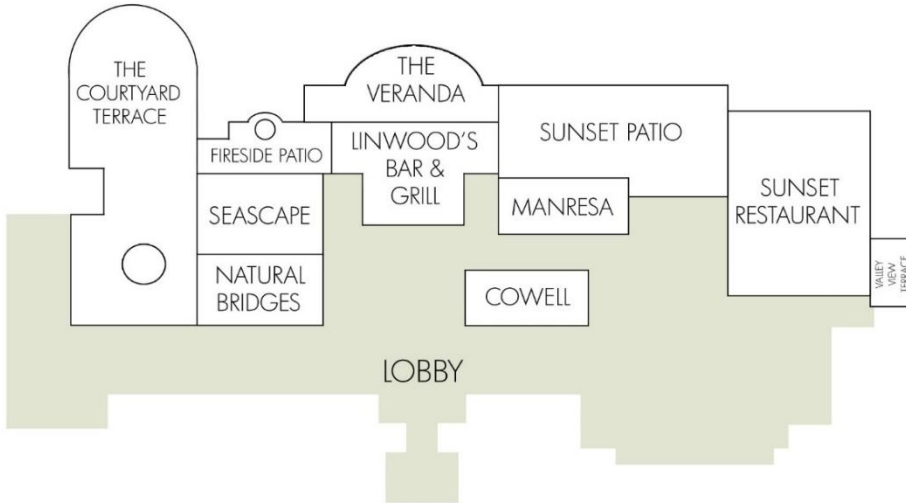 THE
COURTYARD
TERRACE
THE
VERANDA
FIRESIDE PATIO
LINWOOD'S
BAR &
GRILL
SUNSET PATIO
SEASCAPE
MANRESA
SUNSET
RESTAURANT
NATURAL
BRIDGES
COWELL
VALLEY
VIEW
TERRACE
LOBBY